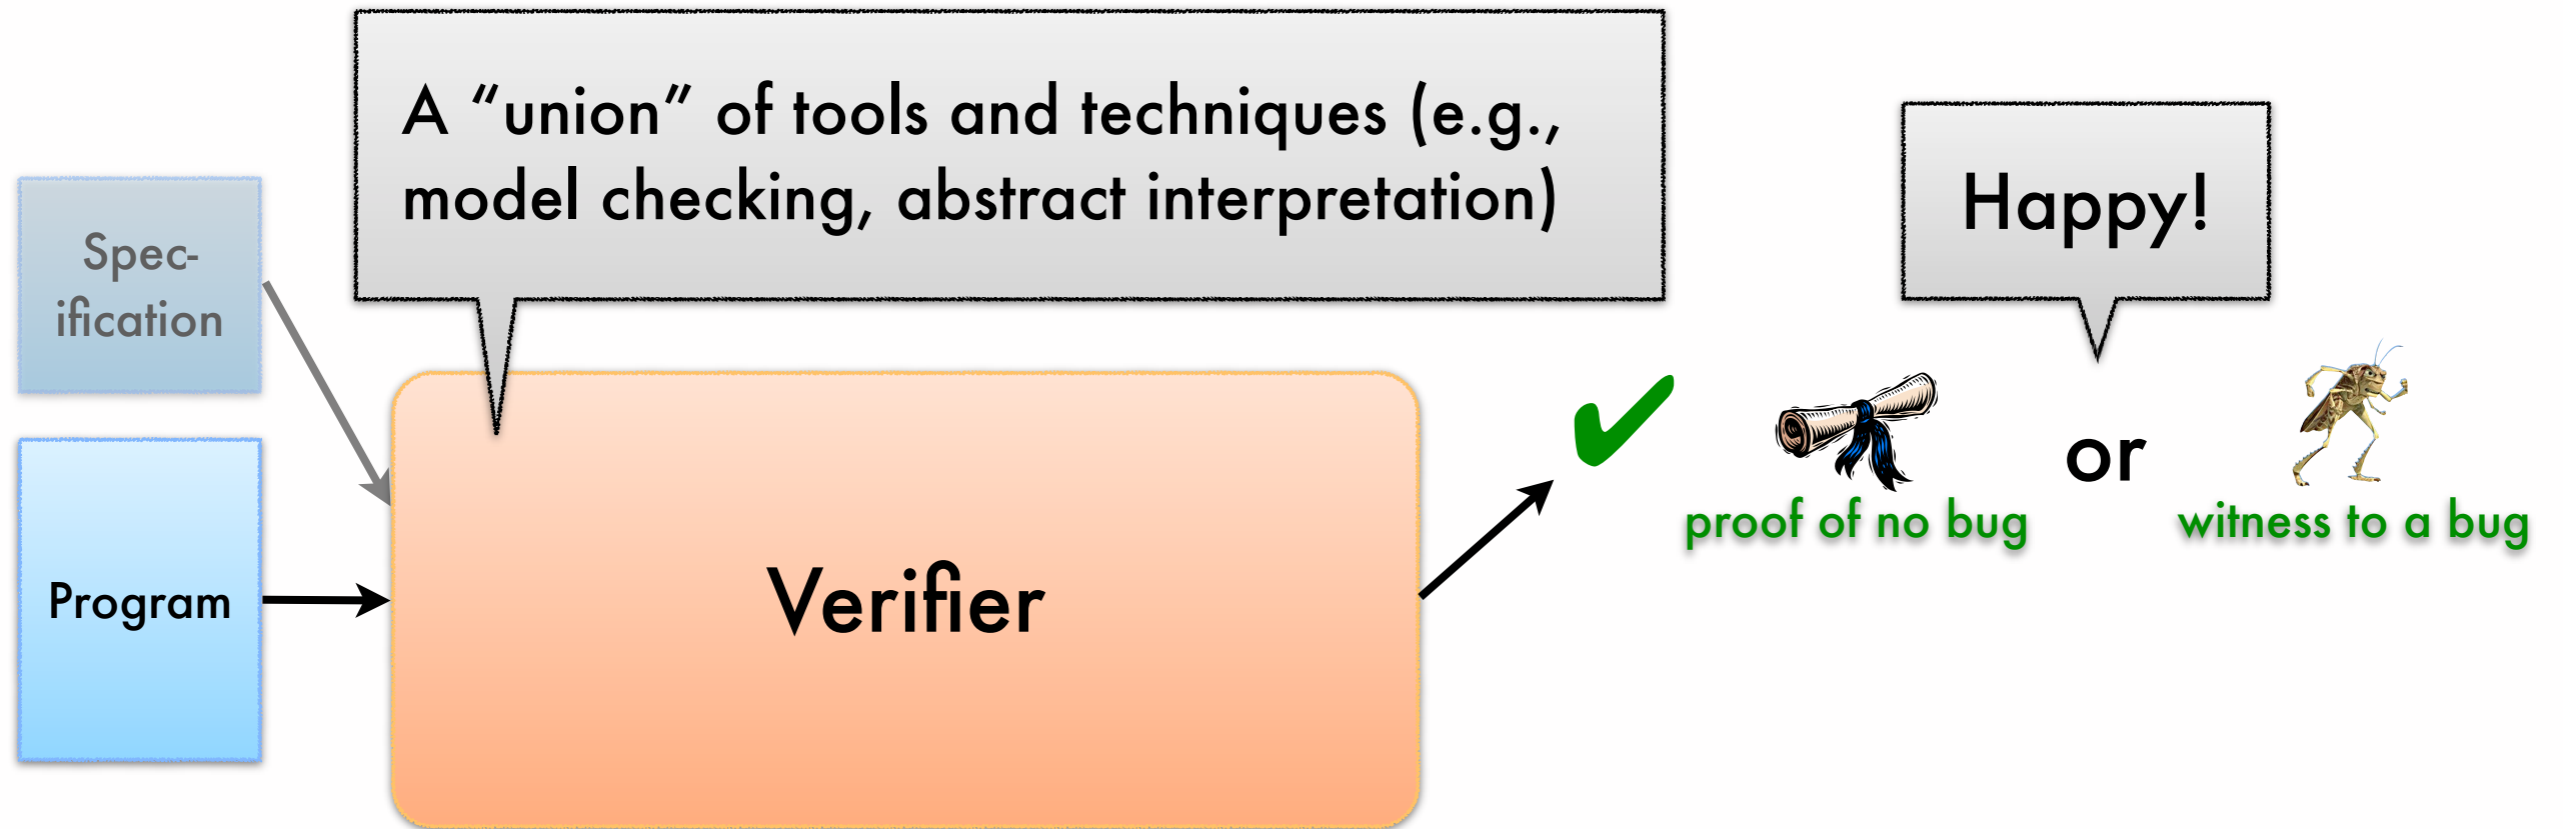 A “union” of tools and techniques (e.g.,
model checking, abstract interpretation)
Happy!
Spec-
ification
Program
Verifier
or
proof of no bug
witness to a bug